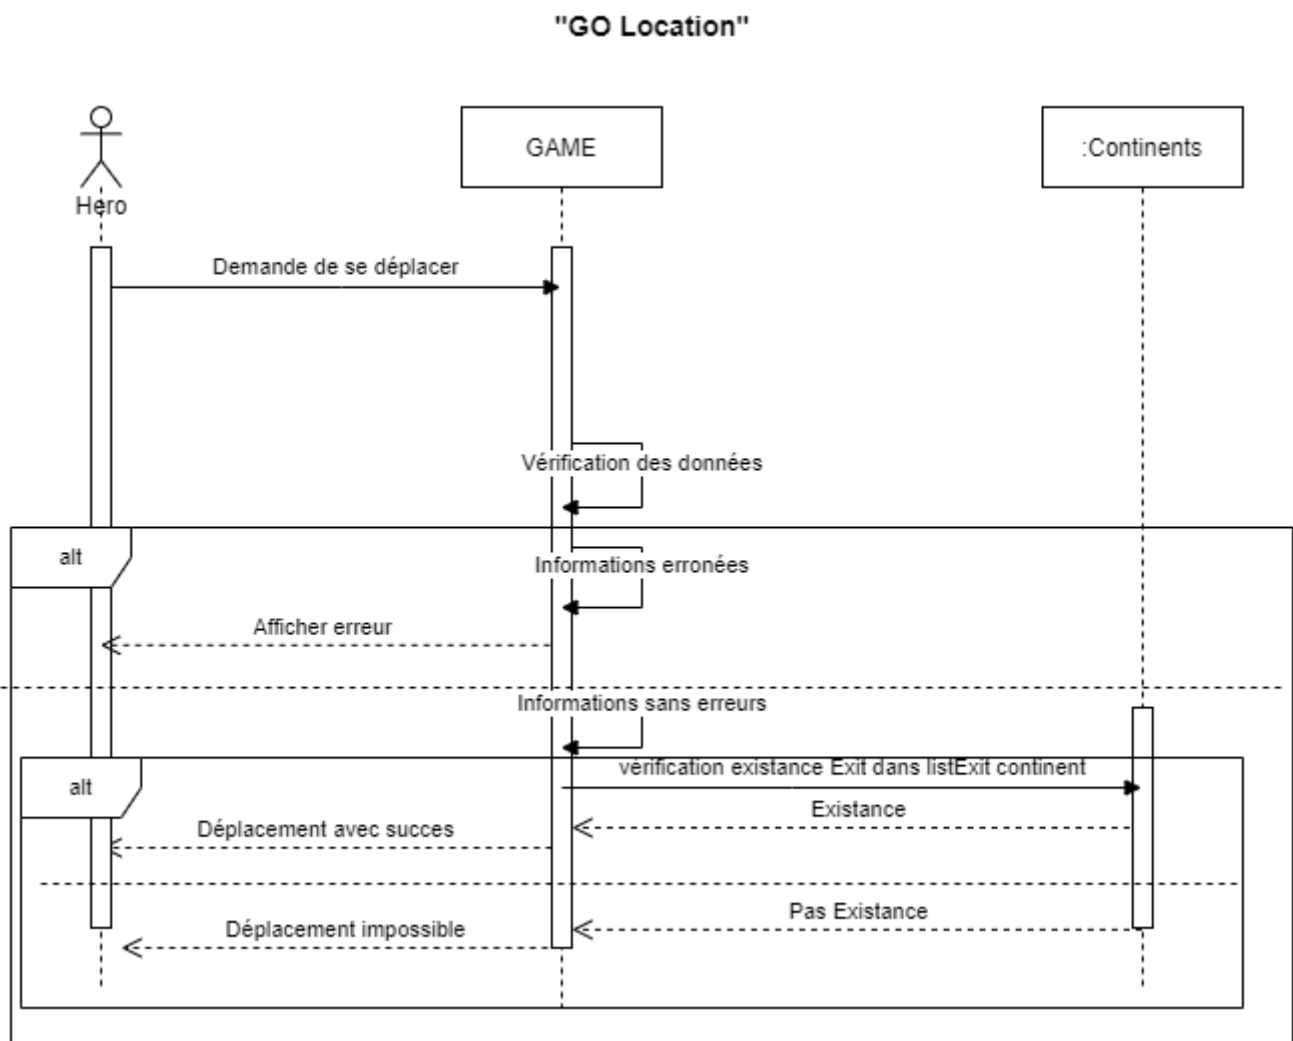 "GO Location"
GAME
:Continents
Hero
Demande de se déplacer
Vérification des données
alt
Informations erronées
Afficher erreur
Informations sans erreurs
alt
vérification existance Exit dans listExit continent
Existance
Déplacement avec succes
Pas Existance
Déplacement impossible